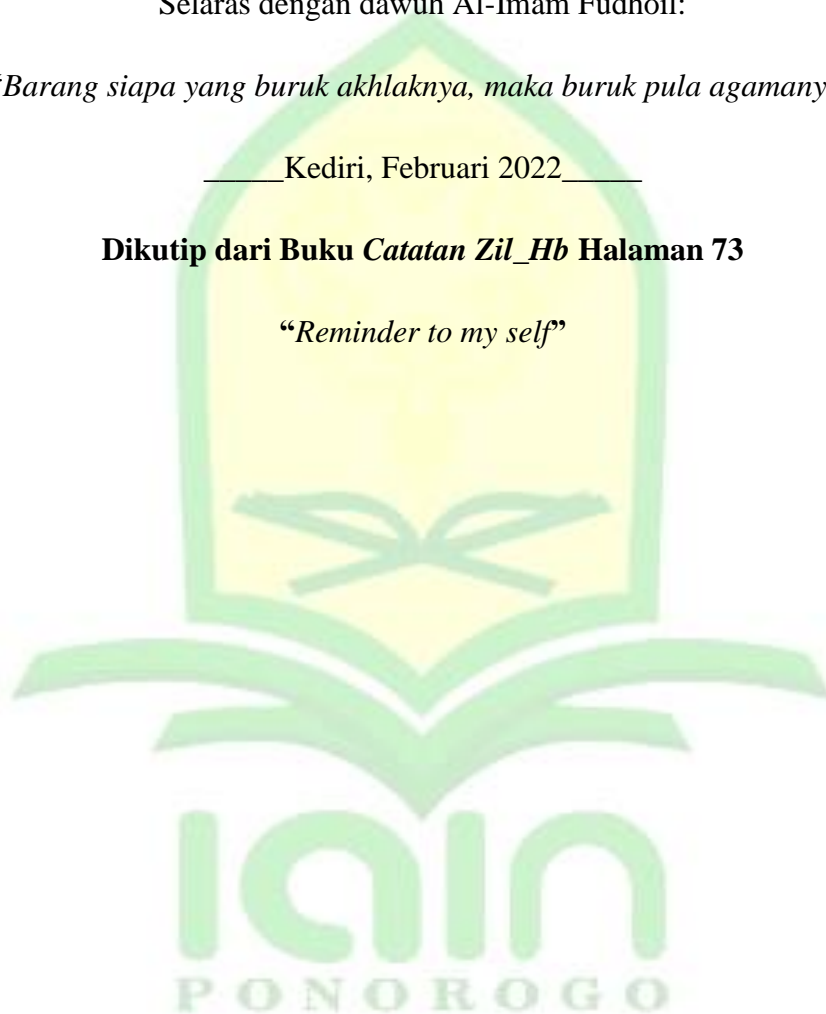 Selaras dengan dawuh Al-Imam Fudhoil:
Barang siapa yang buruk akhlaknya, maka buruk pula agamany
_____Kediri, Februari 2022_____
Dikutip dari Buku Catatan Zil_Hb Halaman 73
“Reminder to my self”
IAIN
PONOROGO